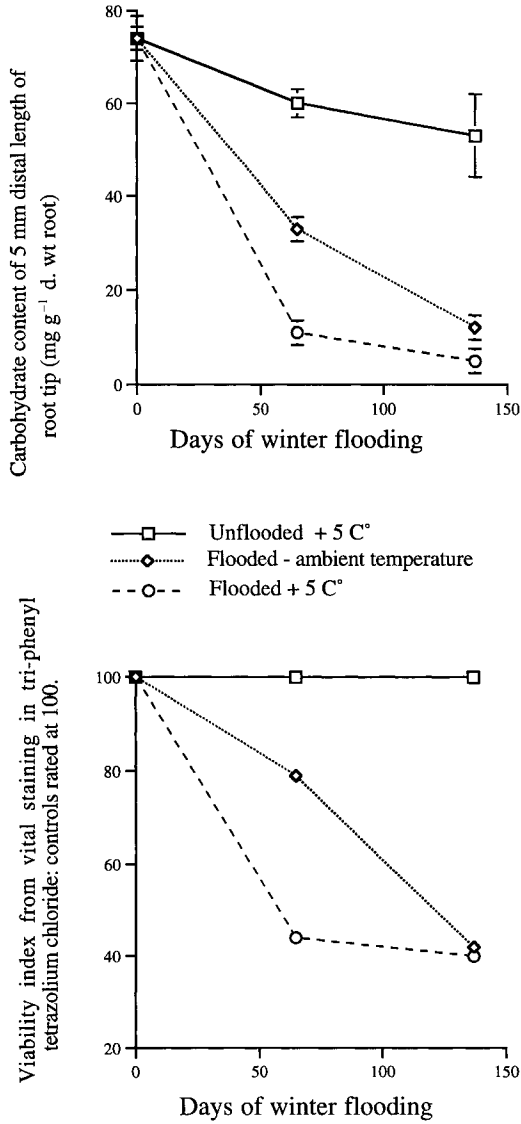 Carbohydrate content of 5 mm distal length of
root tip (mg g⁻¹ d. wt root)
80
60
40
20
0
0 50 100 150
Days of winter flooding
Unflooded + 5 C°
Flooded - ambient temperature
Flooded + 5 C°
Viability index from vital staining in tri-phenyl
tetrazolium chloride: controls rated at 100.
100
80
60
40
20
0 50 100 150
Days of winter flooding